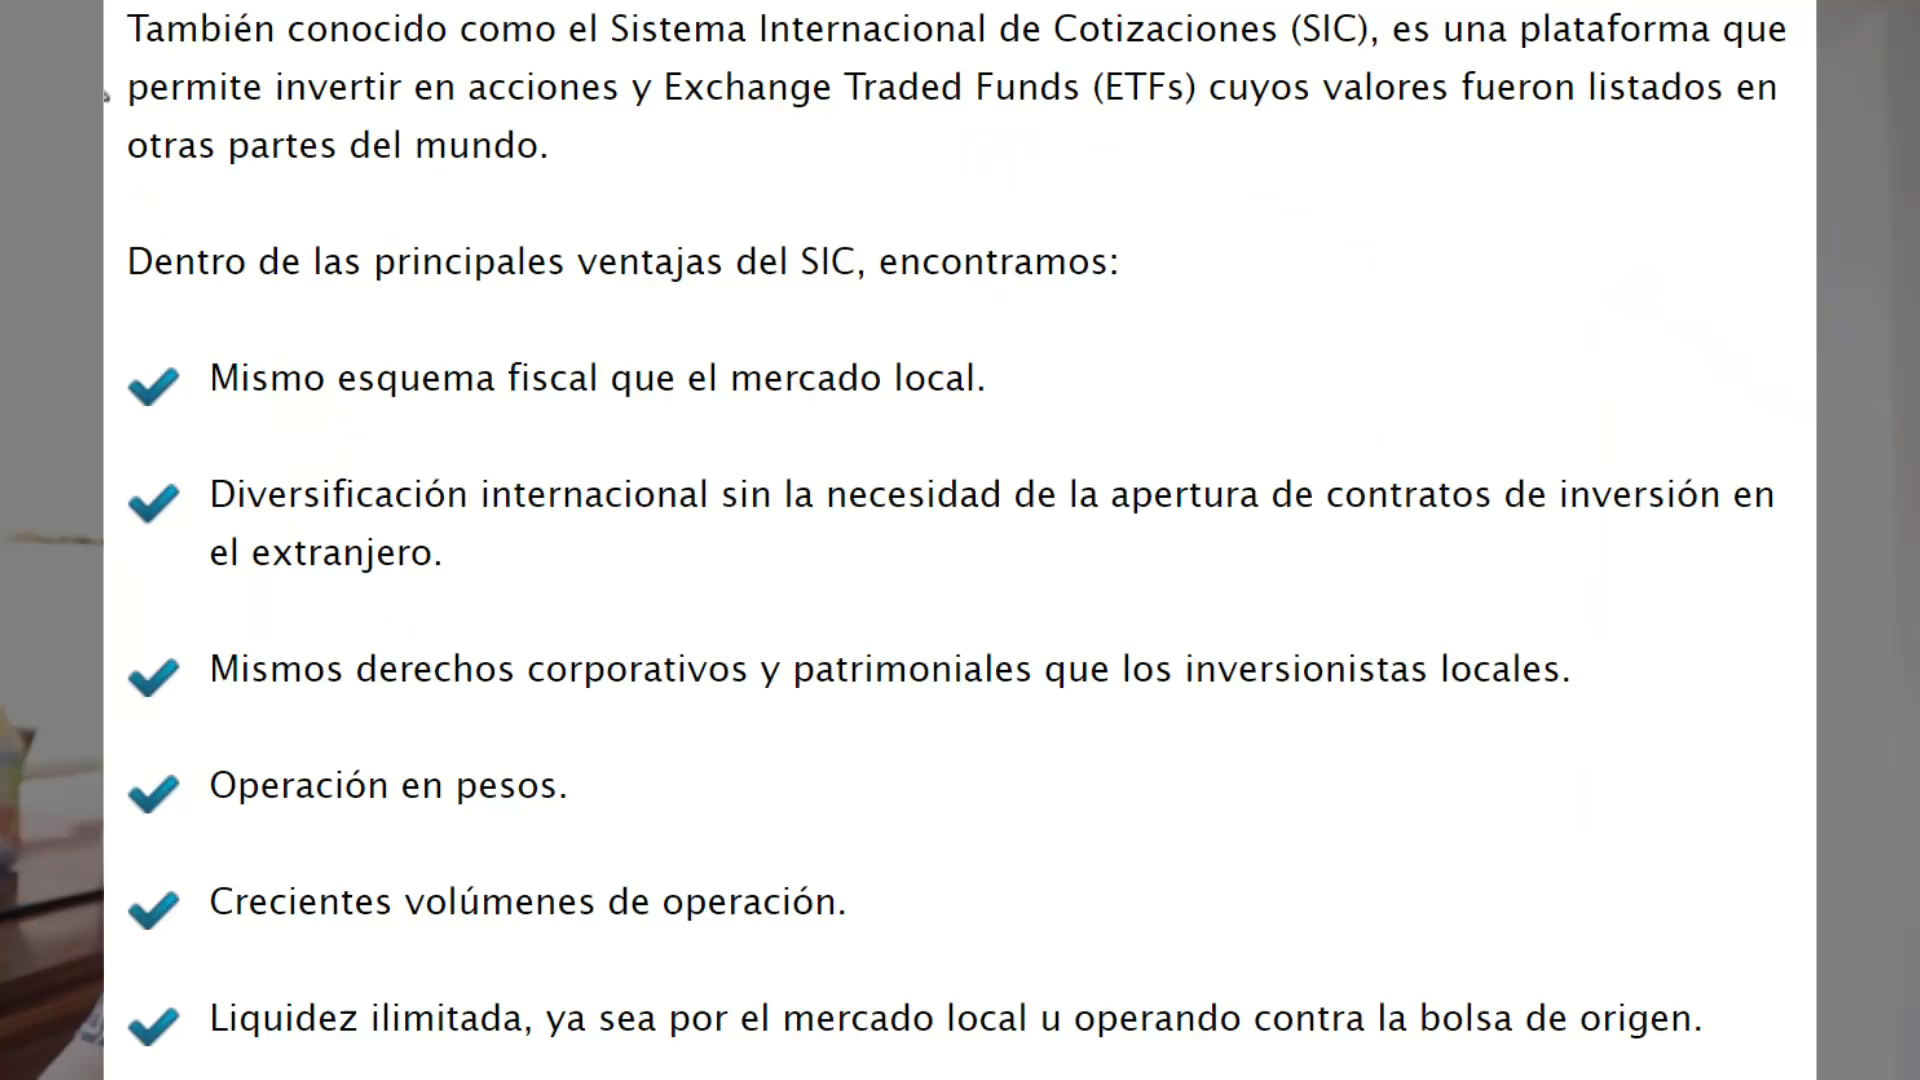 También conocido como el Sistema Internacional de Cotizaciones (SIC), es una plataforma que
permite invertir en acciones y Exchange Traded Funds (ETFs) cuyos valores fueron listados en
otras partes del mundo.
Dentro de las principales ventajas del SIC, encontramos:
Mismo esquema fiscal que el mercado local.
Diversificación internacional sin la necesidad de la apertura de contratos de inversión en
el extranjero.
Mismos derechos corporativos y patrimoniales que los inversionistas locales.
Operación en pesos.
Crecientes volúmenes de operación.
Liquidez ilimitada, ya sea por el mercado local u operando contra la bolsa de origen.